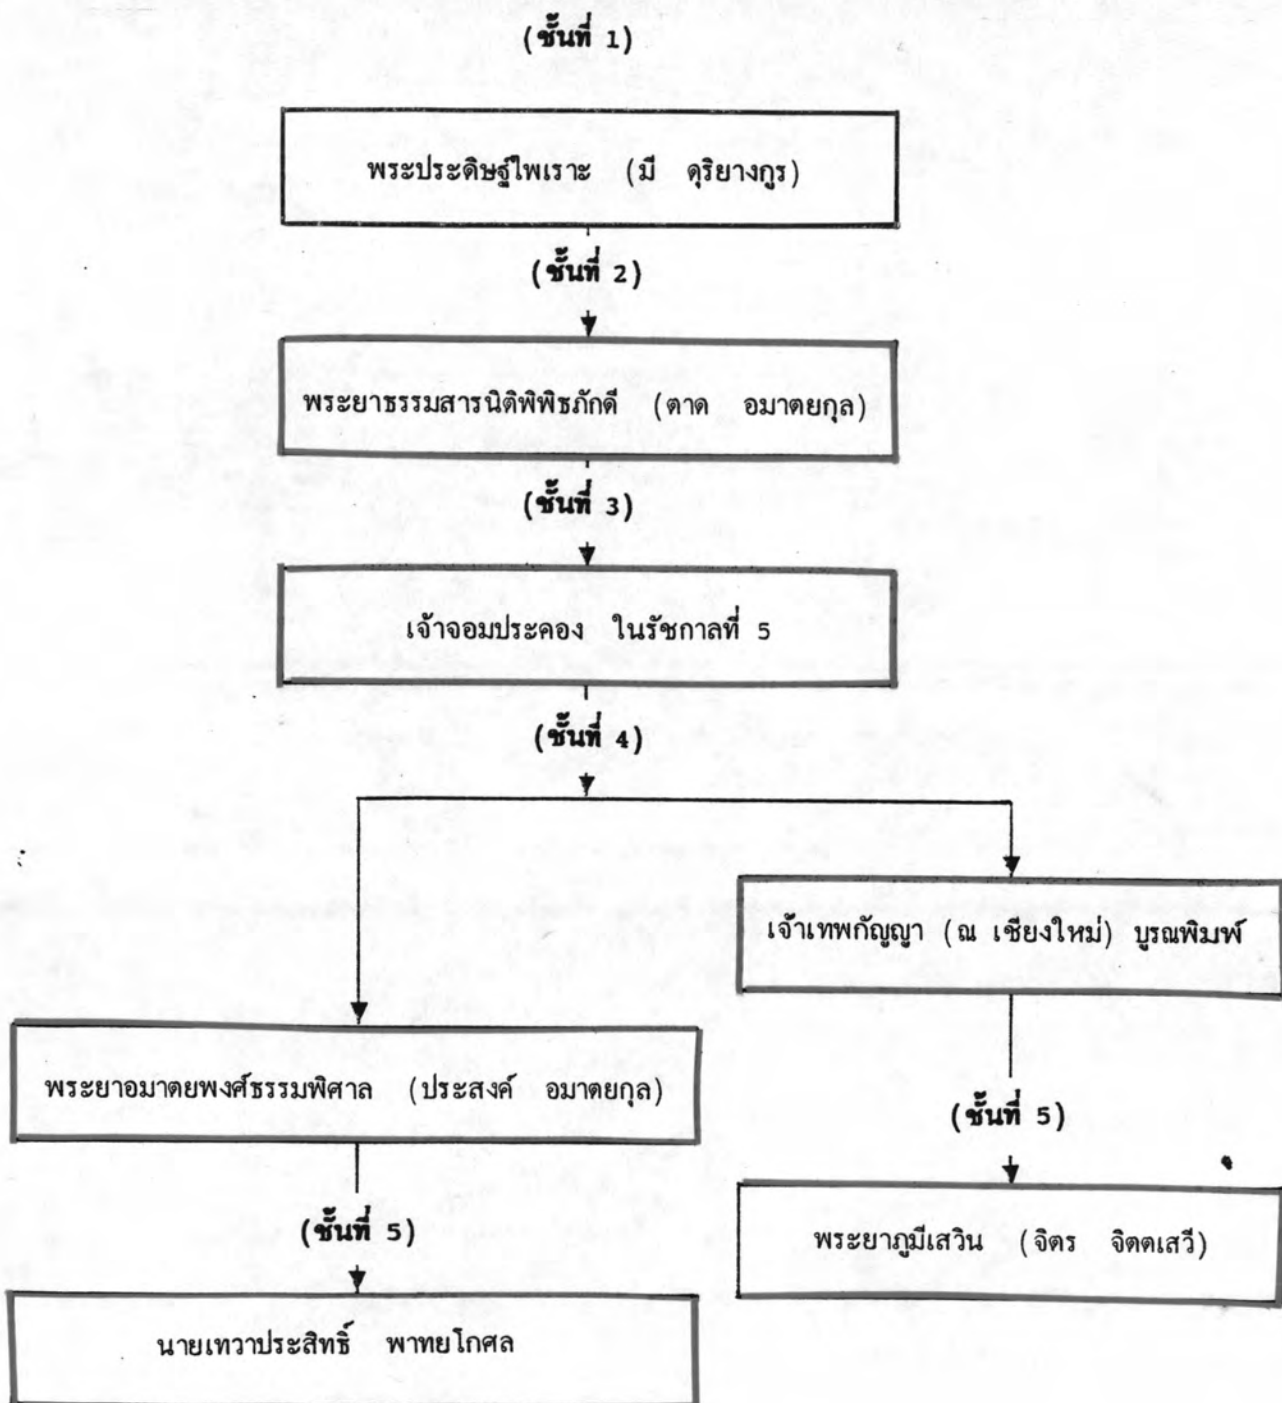 (ชั้นที่ 1)
พระประดิษฐ์ไพเราะ (มี ดุริยางกูร)
(ชั้นที่ 2)
พระยาธรรมสารนิติพิพิธภักดี (ตาด อมาตยกุล)
(ชั้นที่ 3)
เจ้าจอมประคอง ในรัชกาลที่ 5
(ชั้นที่ 4)
เจ้าเทพกัญญา (ณ เชียงใหม่) บูรณพิมพ์
พระยาอมาตยพงศ์ธรรมพิศาล (ประสงค์ อมาตยกุล)
(ชั้นที่ 5)
พระยาภูมีเสวิน (จิตร จิตตเสวี)
(ชั้นที่ 5)
นายเทวาประสิทธิ์ พาทยโกศล